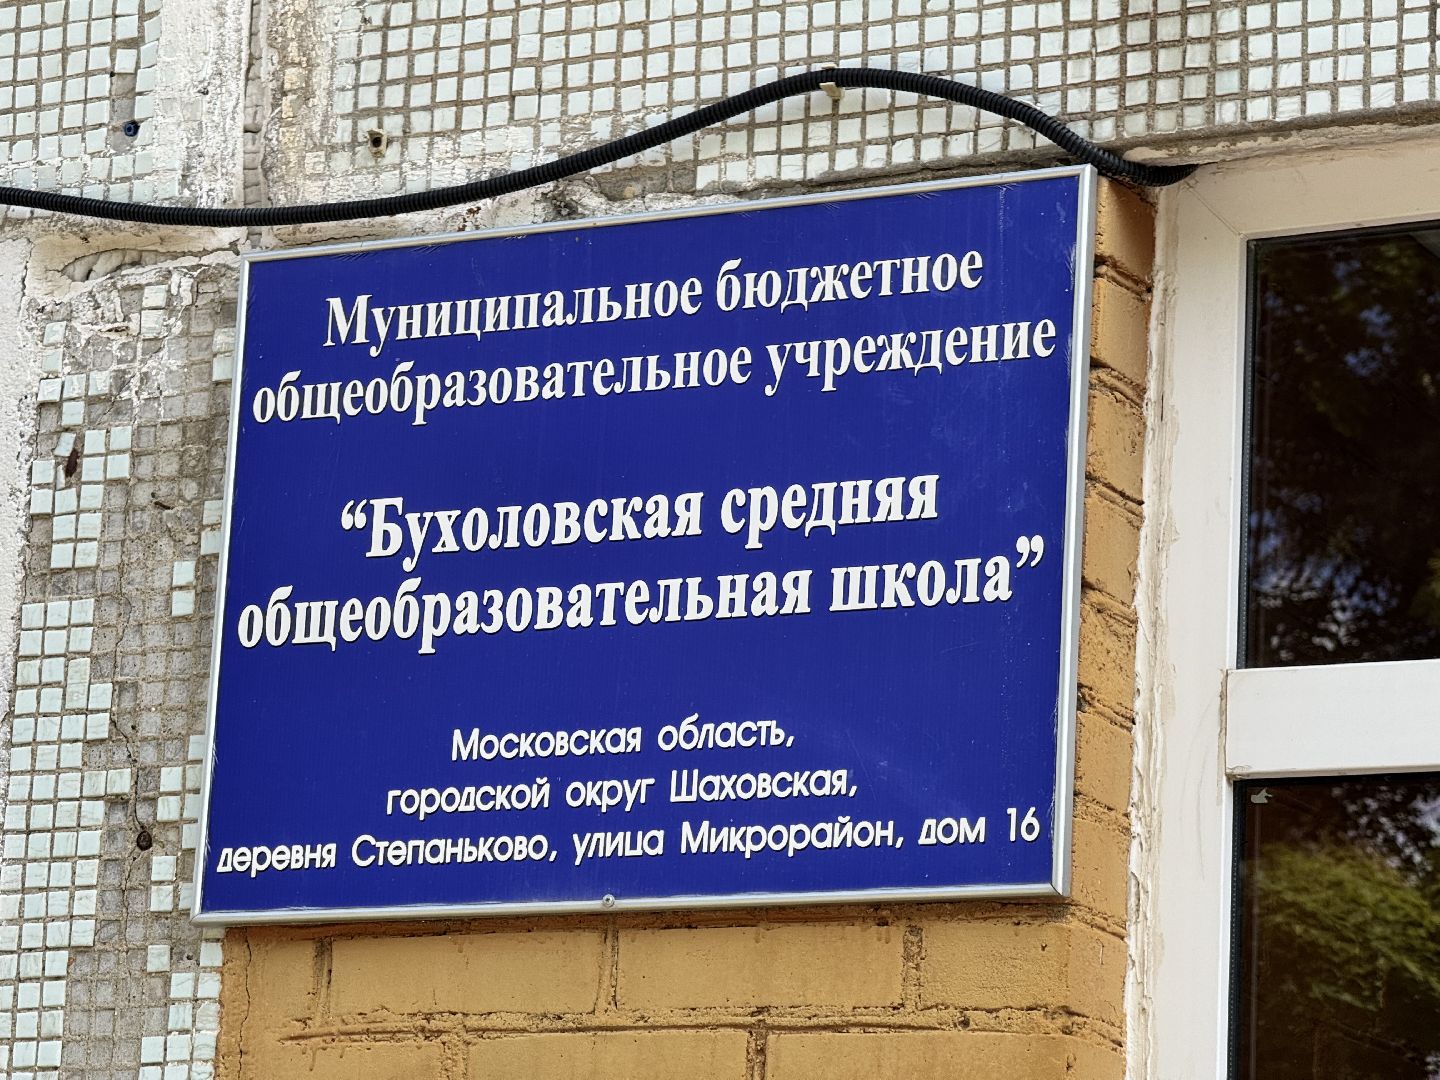 Муниципальное бюджетное
общеобразовательное учреждение
“Бухоловская средняя
общеобразовательная школа”
Московская область,
городской округ Шаховская,
деревня Степаньково, улица Микрорайон, дом 16